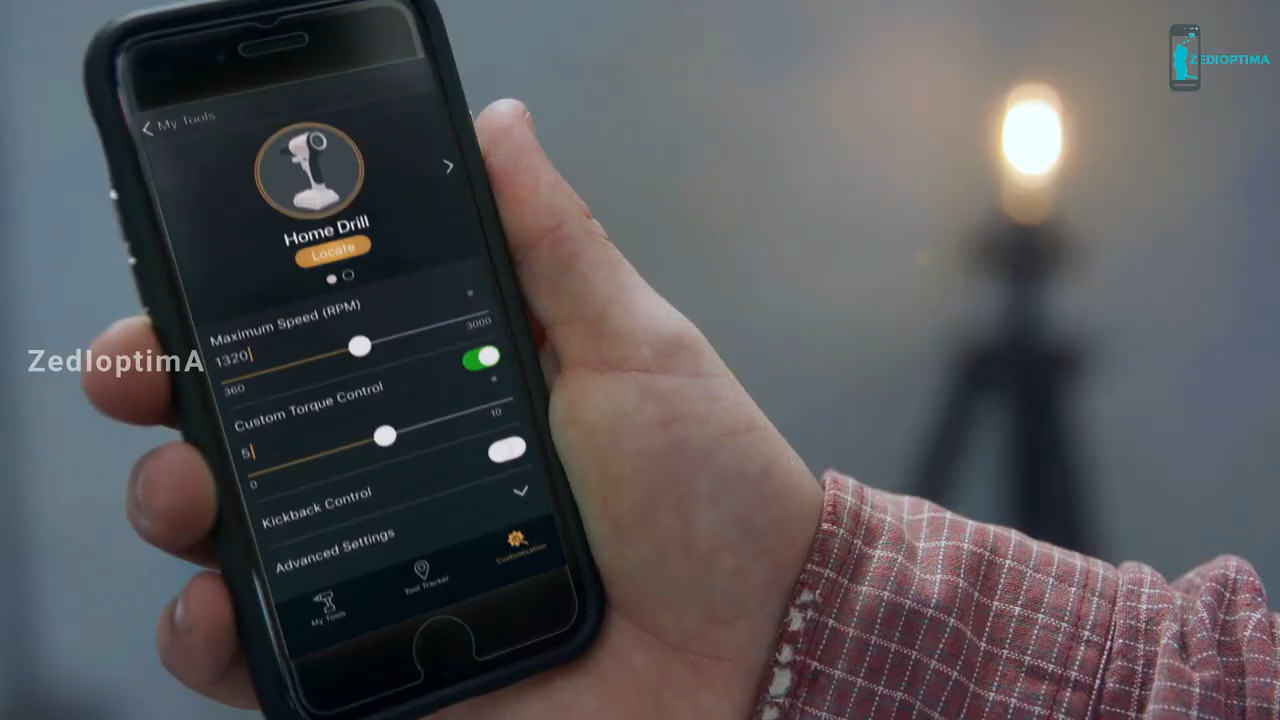 ZEDIOPTIMA
My Tools
Home Drill
Locate
Maximum Speed (RPM)
1320
360
3000
Custom Torque Control
5
0
10
Kickback Control
Advanced Settings
My Tools
Tool Tracker
Customization
ZedIoptimA